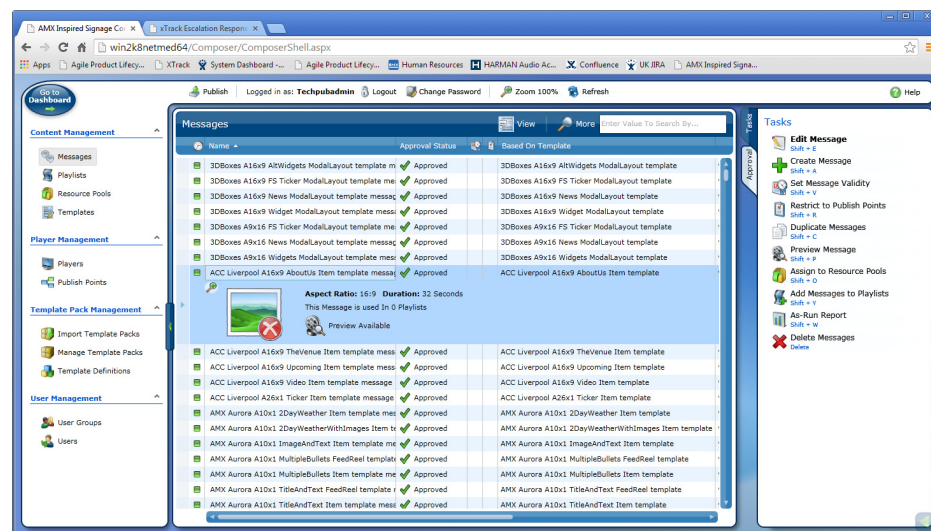 AMX Inspired Signage Co
xTrack Escalation Respon
win2k8netmed64/Composer/ComposerShell.aspx
Apps
Agile Product Lifecy...
XTrack
System Dashboard -...
Agile Product Lifecy...
Human Resources
HARMAN Audio Ac...
Confluence
UK JIRA
AMX Inspired Signa...
Go to
Dashboard
Publish
Logged in as: Techpubadmin
Logout
Change Password
Zoom 100%
Refresh
Help
Content Management
Messages
Playlists
Resource Pools
Templates
Player Management
Players
Publish Points
Template Pack Management
Import Template Packs
Manage Template Packs
Template Definitions
User Management
User Groups
Users
Messages
View
More
Enter Value To Search By...
Name
Approval Status
Based On Template
3DBoxes A16x9 AltWidgets ModalLayout template m
Approved
3DBoxes A16x9 AltWidgets ModalLayout template
3DBoxes A16x9 FS Ticker ModalLayout template me
Approved
3DBoxes A16x9 FS Ticker ModalLayout template
3DBoxes A16x9 News ModalLayout template messag
Approved
3DBoxes A16x9 News ModalLayout template
3DBoxes A16x9 Widget ModalLayout template mess
Approved
3DBoxes A16x9 Widget ModalLayout template
3DBoxes A9x16 FS Ticker ModalLayout template me
Approved
3DBoxes A9x16 FS Ticker ModalLayout template
3DBoxes A9x16 News ModalLayout template messag
Approved
3DBoxes A9x16 News ModalLayout template
3DBoxes A9x16 Widget ModalLayout template mess
Approved
3DBoxes A9x16 Widget ModalLayout template
ACC Liverpool A16x9 AboutUs Item template messag
Approved
ACC Liverpool A16x9 AboutUs Item template
Aspect Ratio: 16:9 Duration: 32 Seconds
This Message is used In 0 Playlists
Preview Available
ACC Liverpool A16x9 TheVenue Item template mess
Approved
ACC Liverpool A16x9 TheVenue Item template
ACC Liverpool A16x9 Upcoming Item template mess
Approved
ACC Liverpool A16x9 Upcoming Item template
ACC Liverpool A16x9 Video Item template message
Approved
ACC Liverpool A16x9 Video Item template
ACC Liverpool A26x1 Ticker Item template message
Approved
ACC Liverpool A26x1 Ticker Item template
AMX Aurora A10x1 2DayWeather Item template mes
Approved
AMX Aurora A10x1 2DayWeather Item template
AMX Aurora A10x1 2DayWeatherWithImages Item te
Approved
AMX Aurora A10x1 2DayWeatherWithImages Item template
AMX Aurora A10x1 ImageAndText Item template me
Approved
AMX Aurora A10x1 ImageAndText Item template
AMX Aurora A10x1 MultipleBullets FeedReel templat
Approved
AMX Aurora A10x1 MultipleBullets FeedReel template
AMX Aurora A10x1 MultipleBullets Item template me
Approved
AMX Aurora A10x1 MultipleBullets Item template
AMX Aurora A10x1 TitleAndText FeedReel template
Approved
AMX Aurora A10x1 TitleAndText FeedReel template
AMX Aurora A10x1 TitleAndText Item template mess
Approved
AMX Aurora A10x1 TitleAndText Item template
Tasks
Approval
Tasks
Edit Message
Shift + E
Create Message
Shift + A
Set Message Validity
Shift + V
Restrict to Publish Points
Shift + R
Duplicate Messages
Shift + C
Preview Message
Shift + P
Assign to Resource Pools
Shift + O
Add Messages to Playlists
Shift + Y
As-Run Report
Shift + W
Delete Messages
Delete